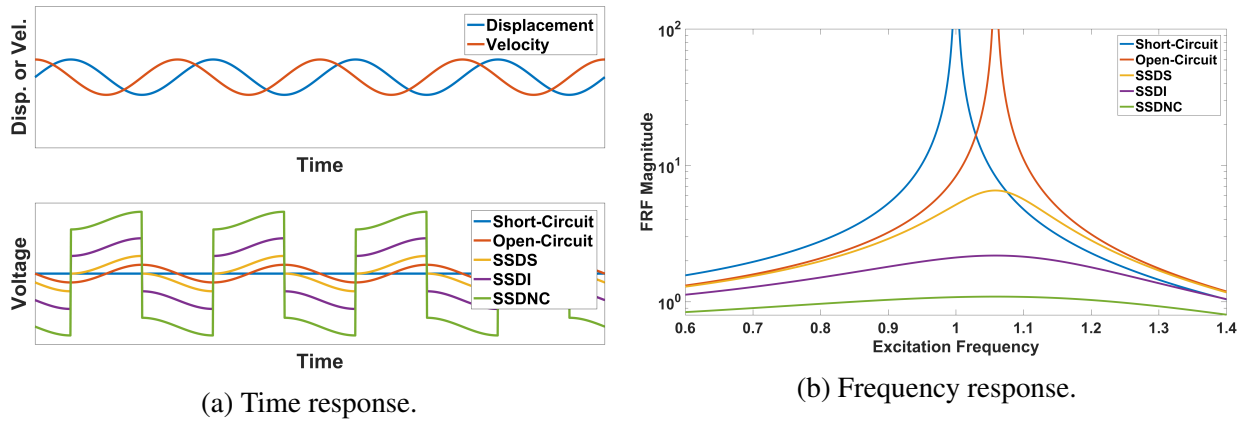 Disp. or Vel.
Displacement
Velocity
Time
Voltage
Short-Circuit
Open-Circuit
SSDS
SSDI
SSDNC
Time
(a) Time response.
FRF Magnitude
10^2
10^1
10^0
Short-Circuit
Open-Circuit
SSDS
SSDI
SSDNC
0.6 0.7 0.8 0.9 1 1.1 1.2 1.3 1.4
Excitation Frequency
(b) Frequency response.